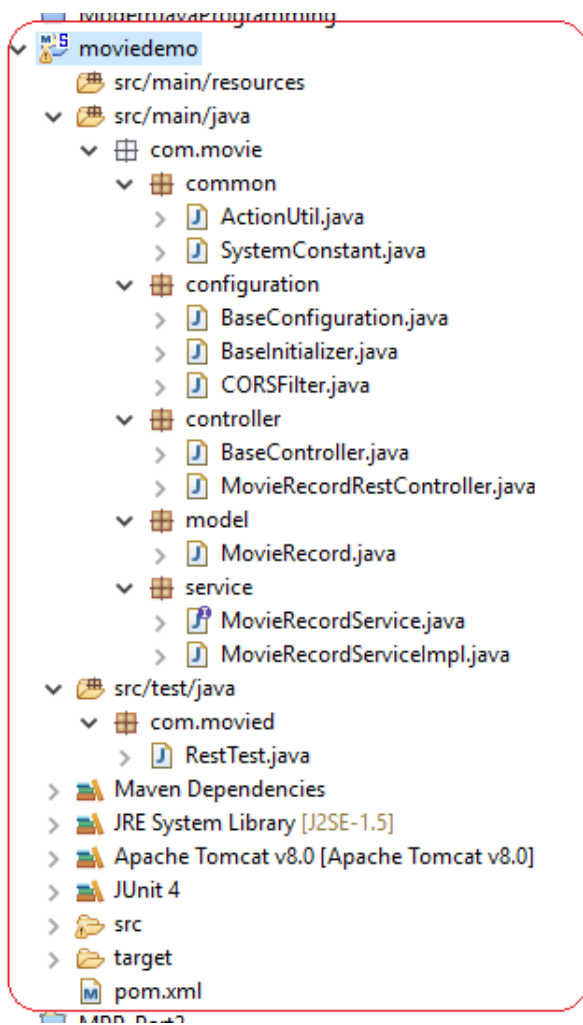 ModernJavaProgramming
moviedemo
src/main/resources
src/main/java
com.movie
common
ActionUtil.java
SystemConstant.java
configuration
BaseConfiguration.java
BaseInitializer.java
CORSFilter.java
controller
BaseController.java
MovieRecordRestController.java
model
MovieRecord.java
service
MovieRecordService.java
MovieRecordServiceImpl.java
src/test/java
com.movied
RestTest.java
Maven Dependencies
JRE System Library [J2SE-1.5]
Apache Tomcat v8.0 [Apache Tomcat v8.0]
JUnit 4
src
target
pom.xml